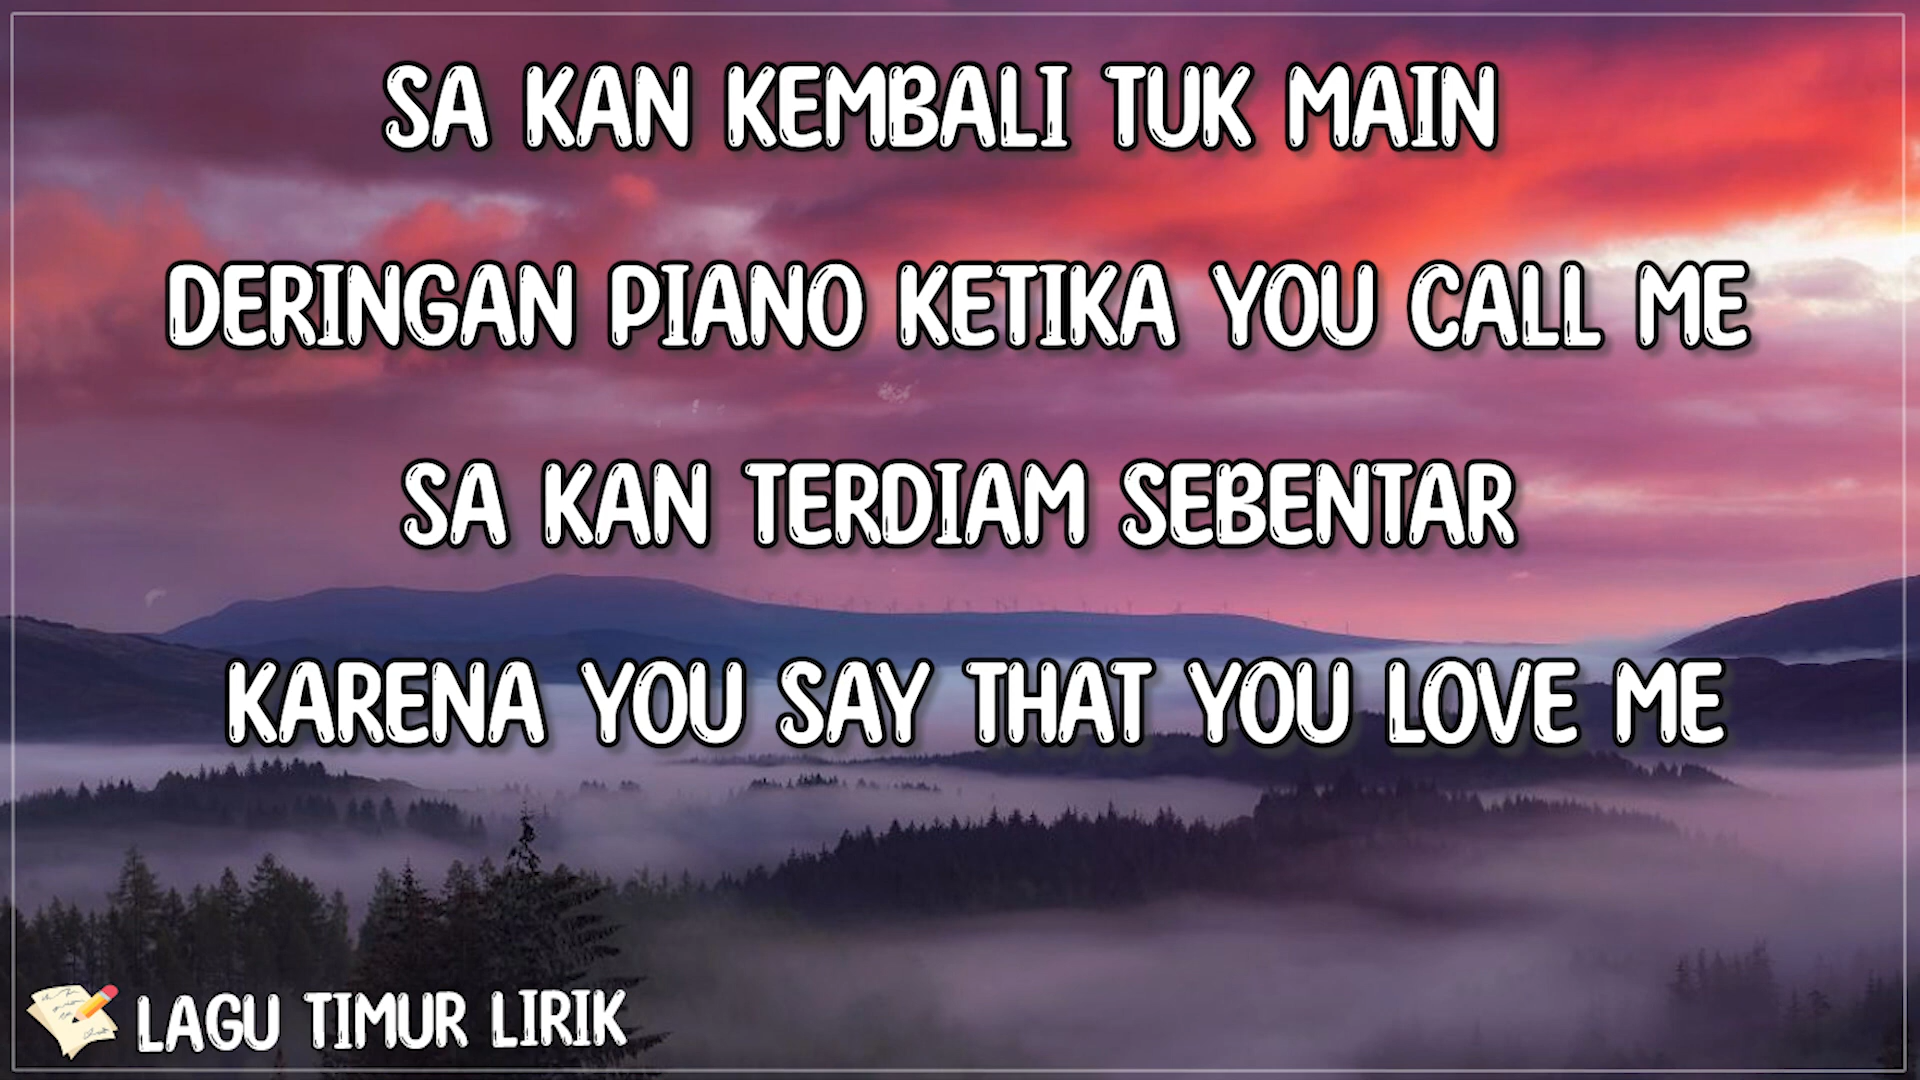 SA KAN KEMBALI TUK MAIN
DERINGAN PIANO KETIKA YOU CALL ME
SA KAN TERDIAM SEBENTAR
KARENA YOU SAY THAT YOU LOVE ME
LAGU TIMUR LIRIK